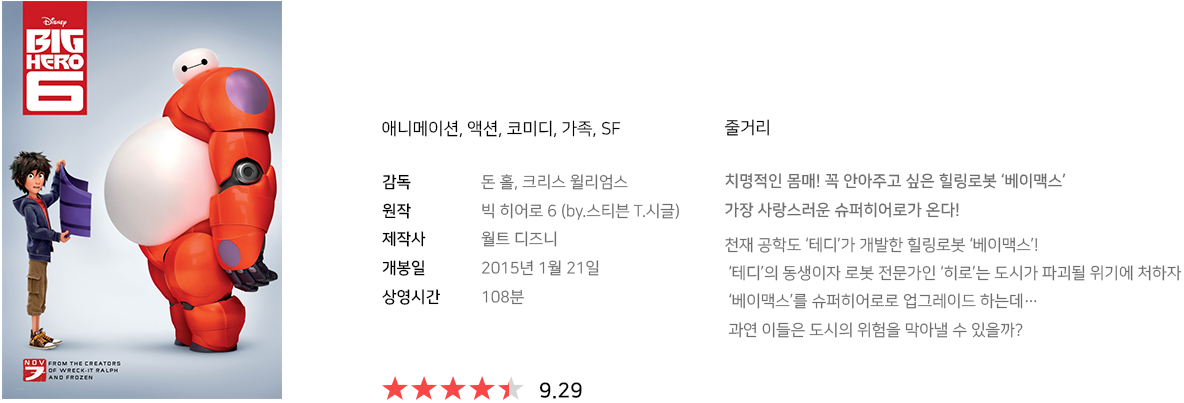 Disney
BIG
HERO
6
NOV
7
FROM THE CREATORS
OF WRECK-IT RALPH
AND FROZEN
애니메이션, 액션, 코미디, 가족, SF
감독 돈 홀, 크리스 윌리엄스
원작 빅 히어로 6 (by.스티븐 T.시글)
제작사 월트 디즈니
개봉일 2015년 1월 21일
상영시간 108분
9.29
줄거리
치명적인 몸매! 꼭 안아주고 싶은 힐링로봇 ‘베이맥스’
가장 사랑스러운 슈퍼히어로가 온다!
천재 공학도 ‘테디’가 개발한 힐링로봇 ‘베이맥스’!
‘테디’의 동생이자 로봇 전문가인 ‘히로’는 도시가 파괴될 위기에 처하자
‘베이맥스’를 슈퍼히어로로 업그레이드 하는데…
과연 이들은 도시의 위험을 막아낼 수 있을까?